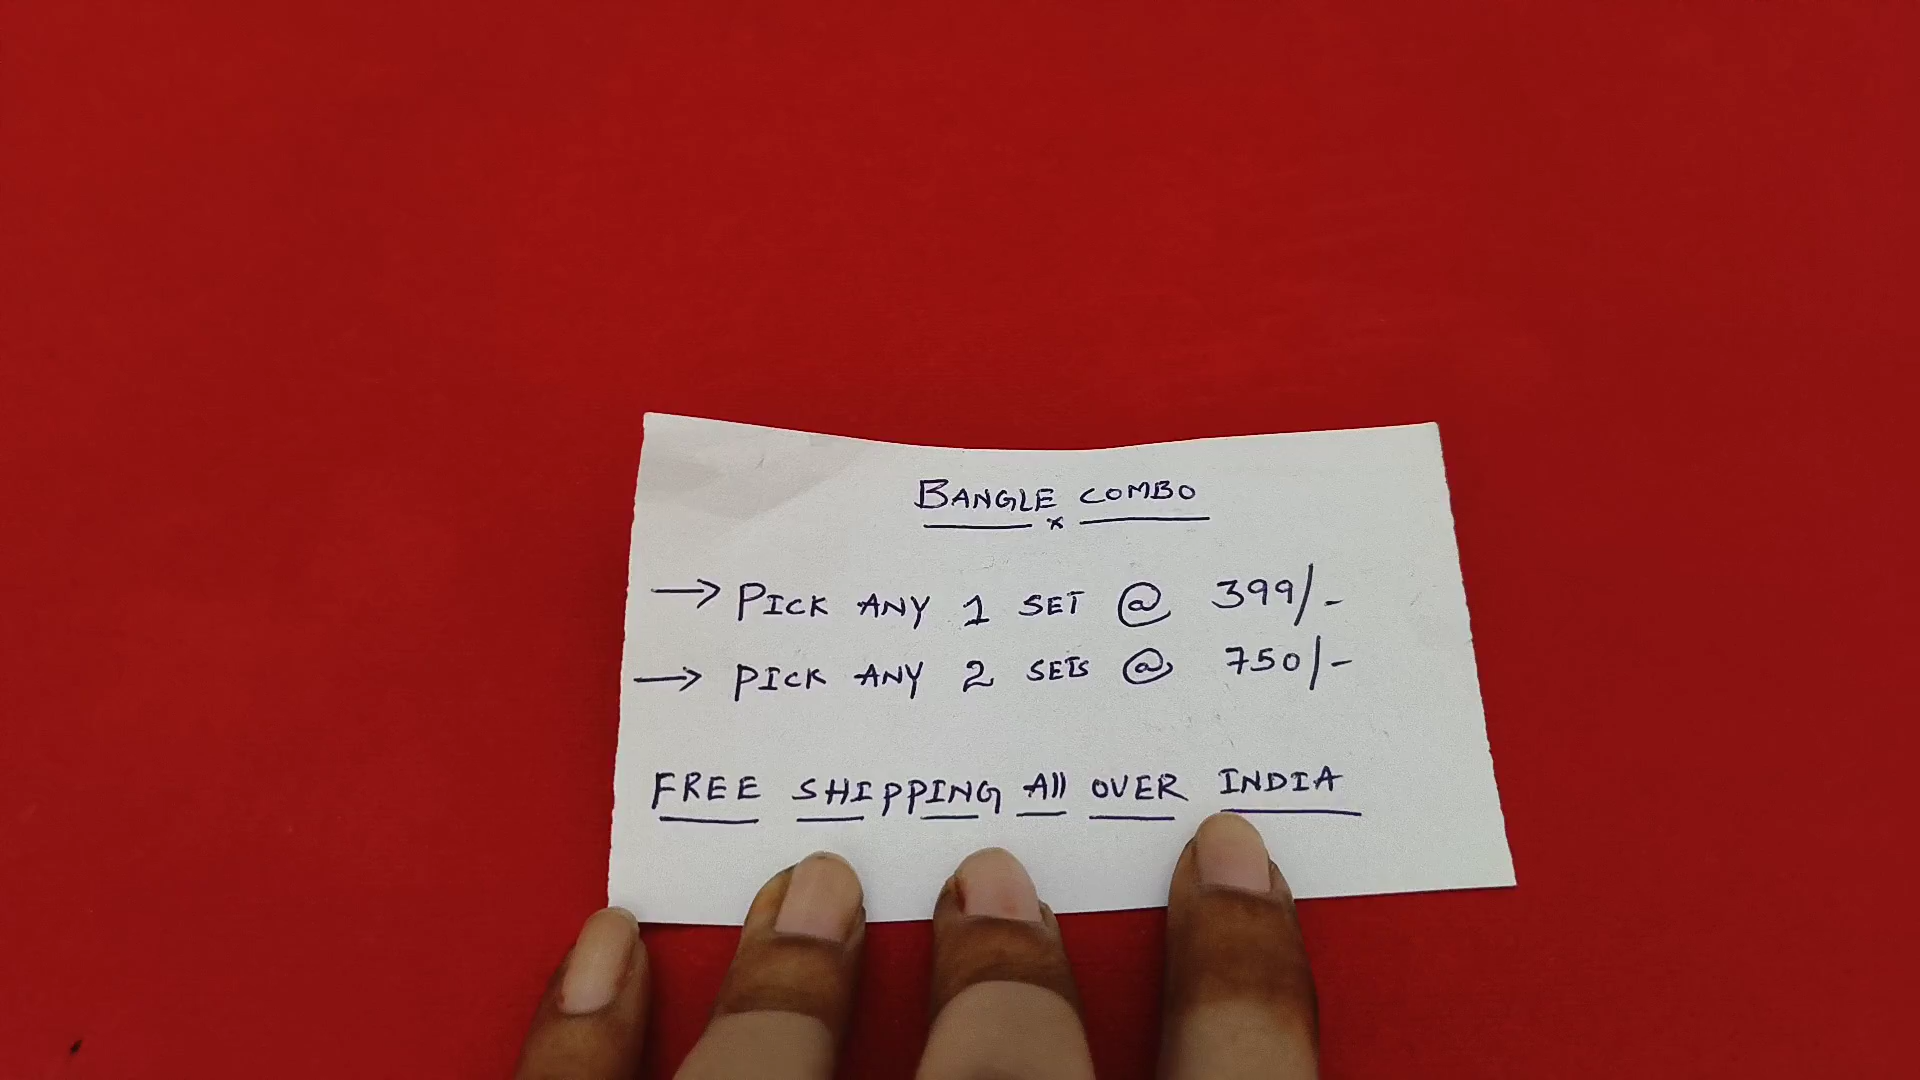 BANGLE COMBO
x
→ PICK ANY 1 SET @ 399/-
→ PICK ANY 2 SETS @ 750/-
FREE SHIPPING All OVER INDIA